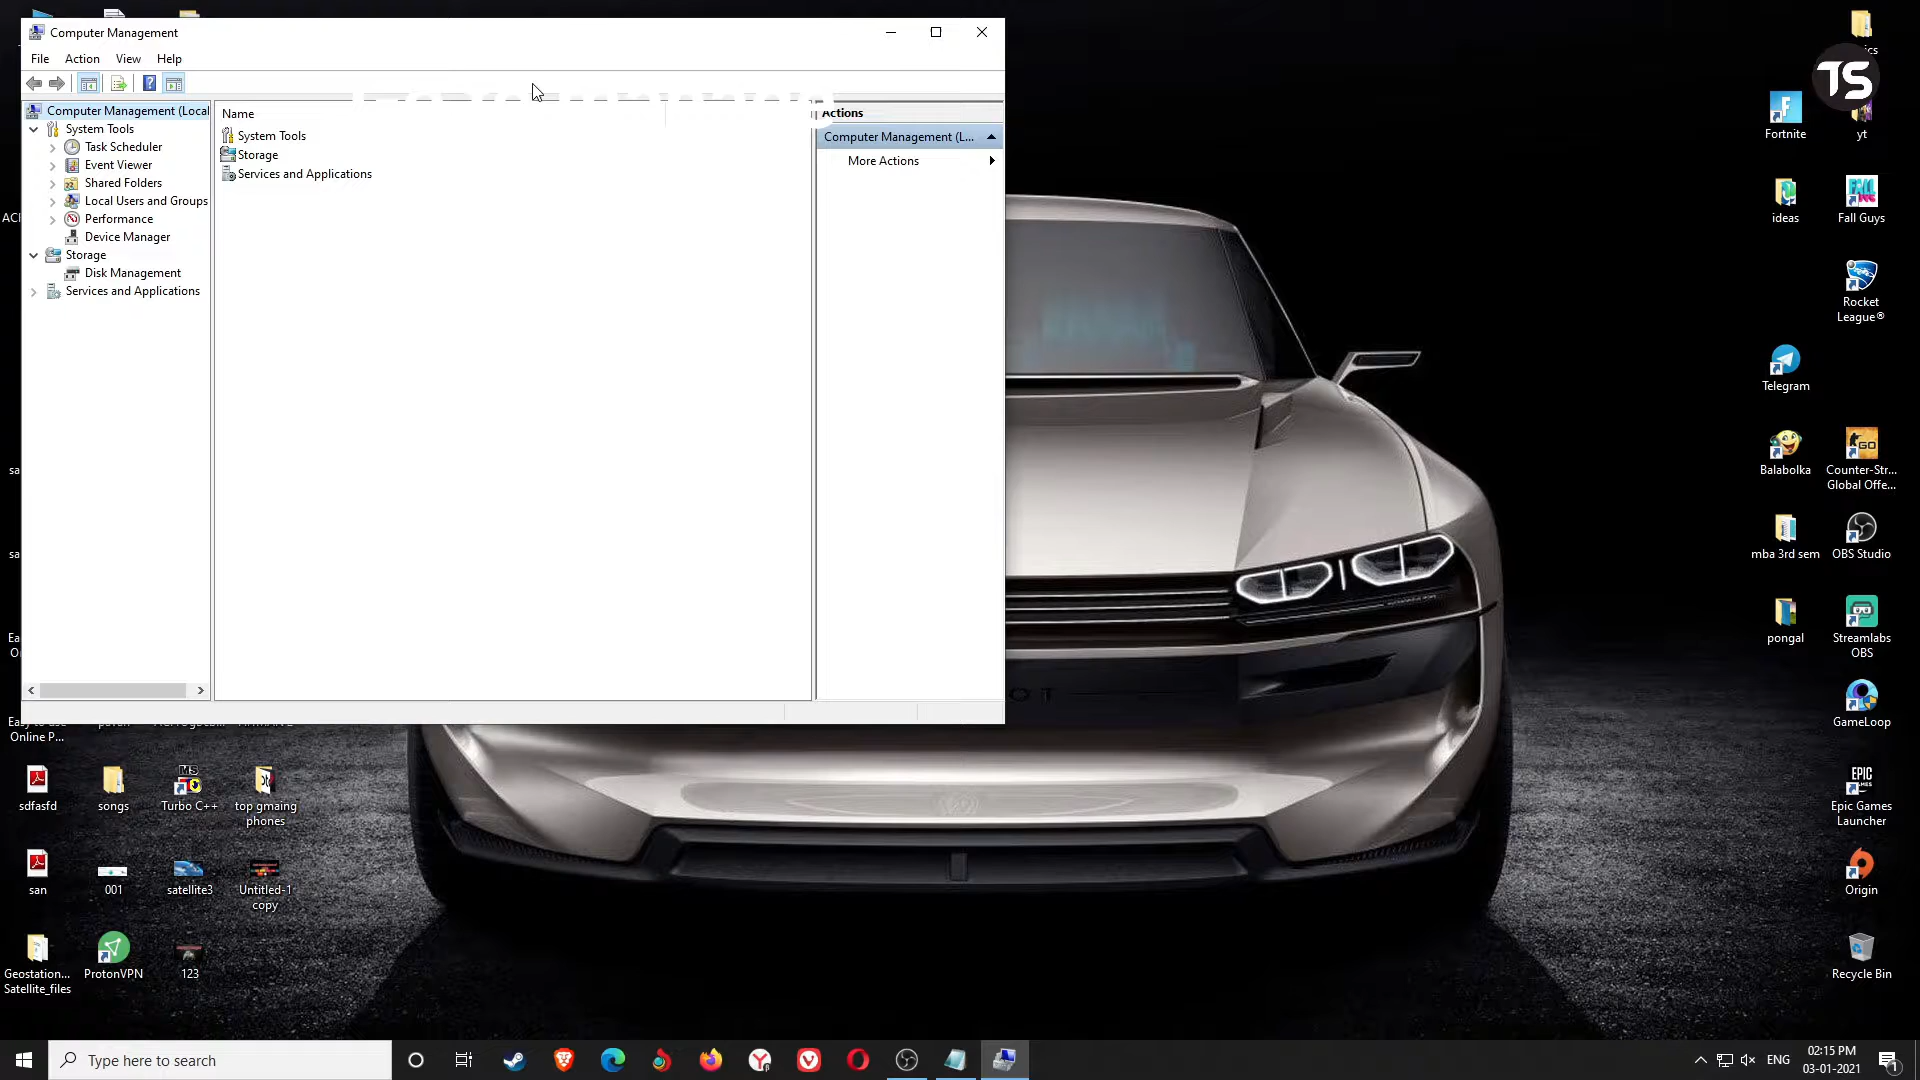 Computer Management
File Action View Help
Computer Management (Local
System Tools
Task Scheduler
Event Viewer
Shared Folders
Local Users and Groups
Performance
Device Manager
Storage
Disk Management
Services and Applications
Name
System Tools
Storage
Services and Applications
Actions
Computer Management (L...
More Actions
TS
Fortnite
yt
ideas
Fall Guys
Rocket
League®
Telegram
Balabolka
Counter-Str...
Global Offe...
mba 3rd sem
OBS Studio
pongal
Streamlabs
OBS
GameLoop
Epic Games
Launcher
Origin
Recycle Bin
Online P...
sdfasfd
songs
Turbo C++
top gmaing
phones
san
001
satellite3
Untitled-1
copy
Geostation...
Satellite_files
ProtonVPN
123
Type here to search
ENG
02:15 PM
03-01-2021